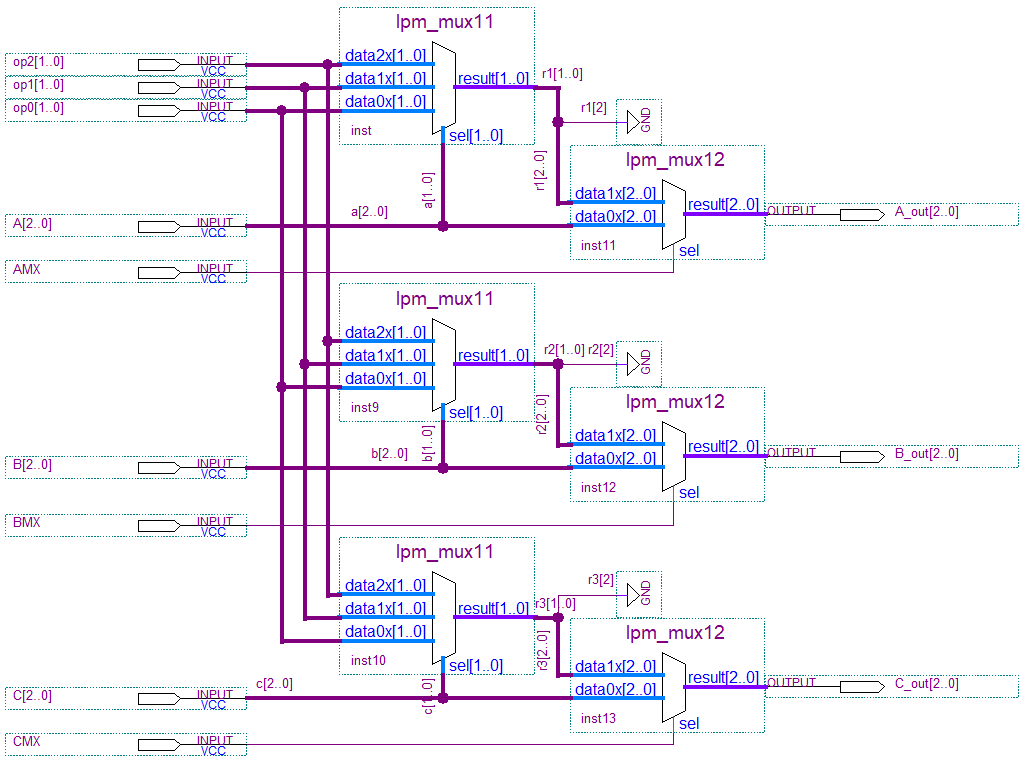 lpm_mux11
op2[1..0] INPUT VCC data2x[1..0]
op1[1..0] INPUT VCC data1x[1..0] result[1..0] r1[1..0]
op0[1..0] INPUT VCC data0x[1..0] r1[2] GND
inst sel[1..0]
a[1..0] r1[2..0] lpm_mux12
data1x[2..0]
A[2..0] INPUT VCC a[2..0] data0x[2..0] result[2..0] OUTPUT A_out[2..0]
inst11 sel
AMX INPUT VCC
lpm_mux11
data2x[1..0]
data1x[1..0] result[1..0] r2[1..0] r2[2] GND
data0x[1..0]
inst9 sel[1..0]
b[1..0] r2[2..0] lpm_mux12
data1x[2..0]
B[2..0] INPUT VCC b[2..0] data0x[2..0] result[2..0] OUTPUT B_out[2..0]
inst12 sel
BMX INPUT VCC
lpm_mux11
data2x[1..0] r3[2] GND
data1x[1..0] result[1..0] r3[1..0]
data0x[1..0]
inst10 sel[1..0]
c[1..0] r3[2..0] lpm_mux12
data1x[2..0]
C[2..0] INPUT VCC c[2..0] data0x[2..0] result[2..0] OUTPUT C_out[2..0]
inst13 sel
CMX INPUT VCC